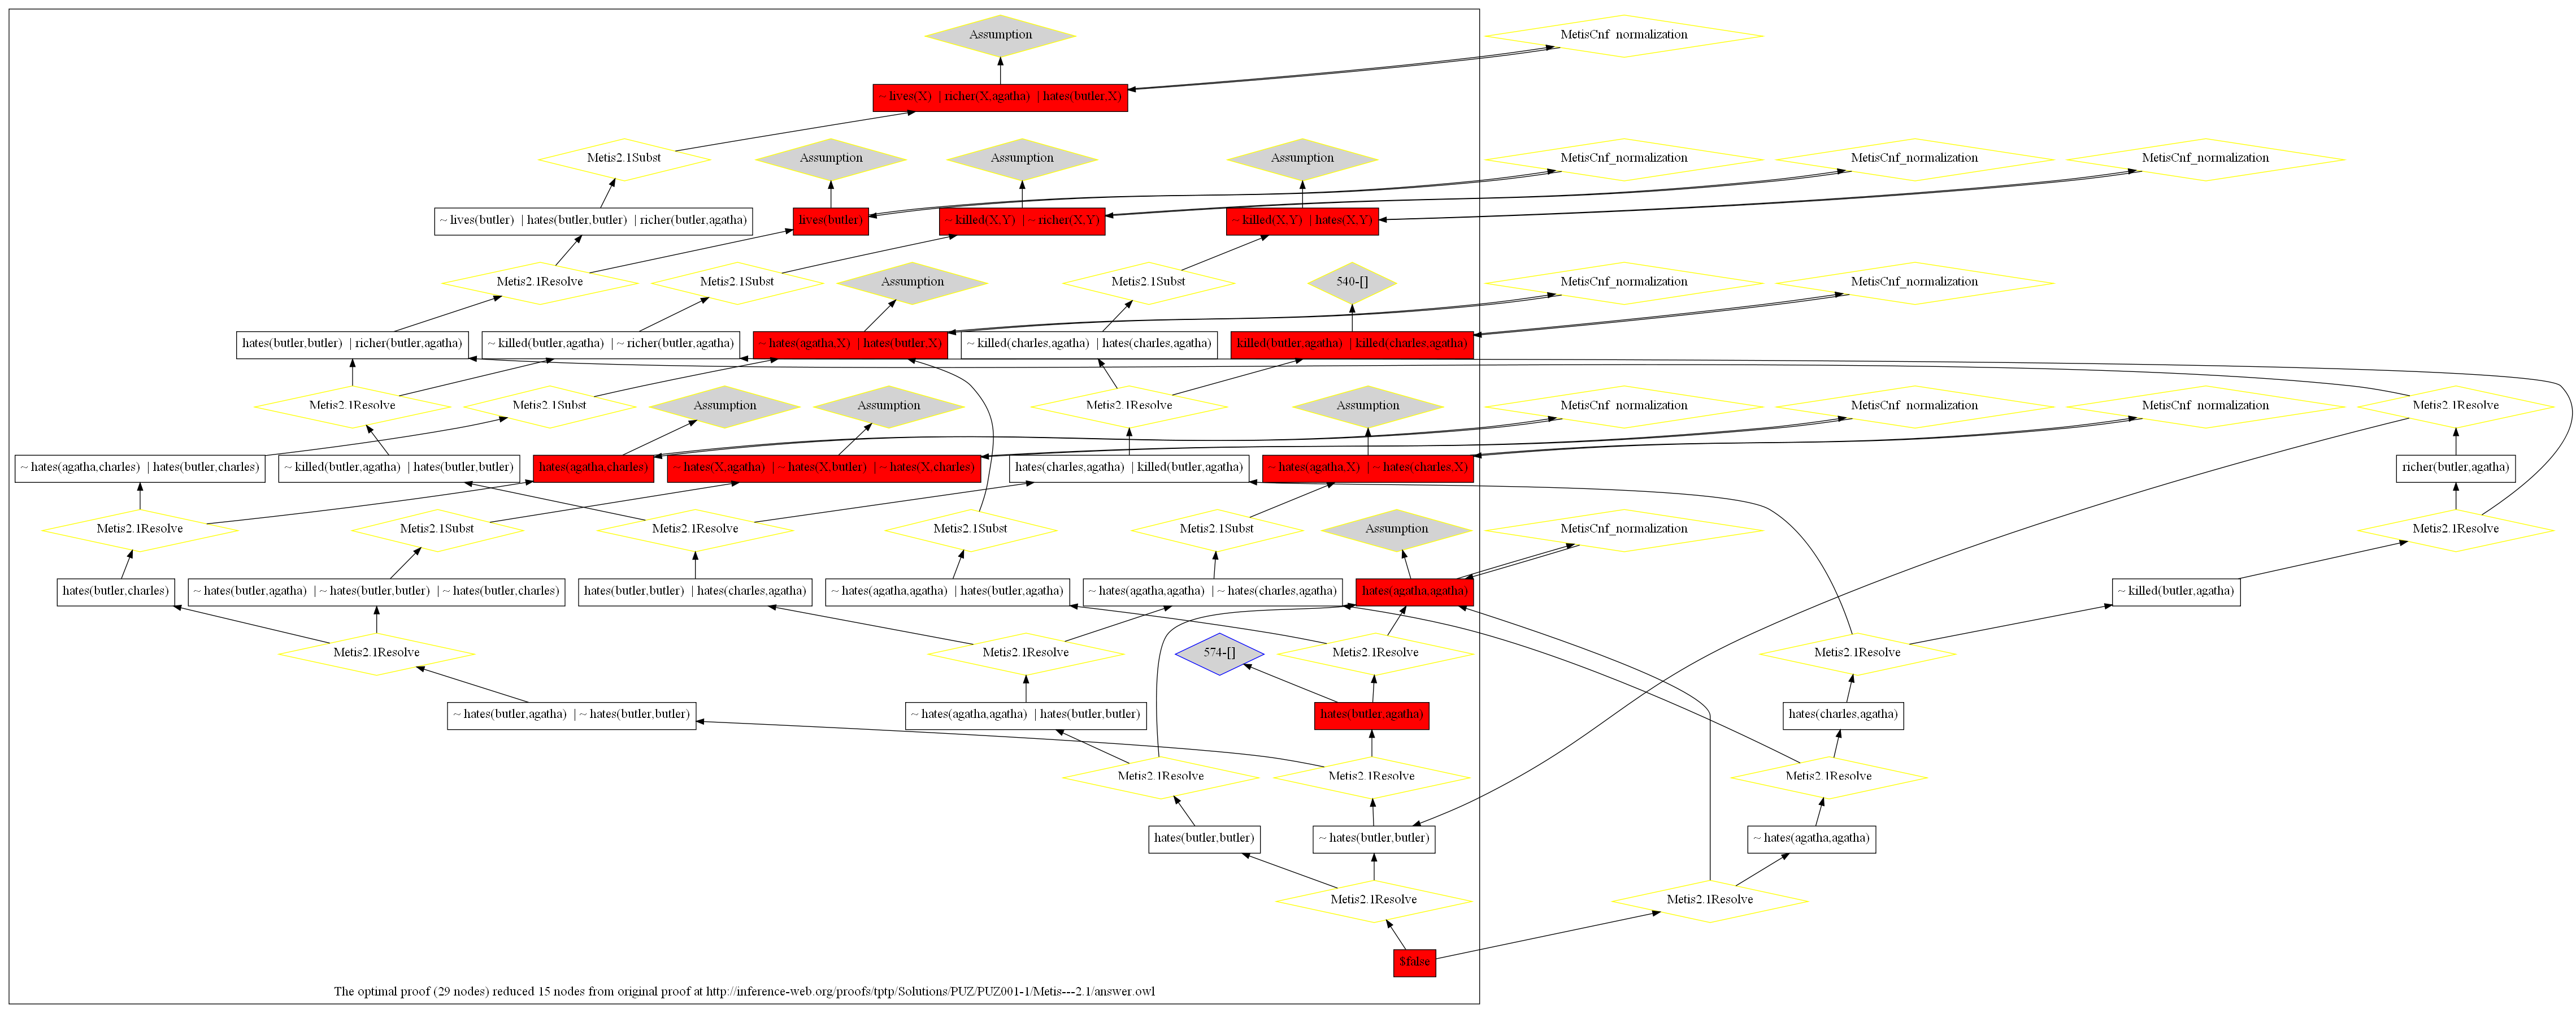 Assumption
MetisCnf_normalization
~ lives(X) | richer(X,agatha) | hates(butler,X)
Metis2.1Subst
Assumption
Assumption
Assumption
MetisCnf_normalization
MetisCnf_normalization
MetisCnf_normalization
~ lives(butler) | hates(butler,butler) | richer(butler,agatha)
lives(butler)
~ killed(X,Y) | ~ richer(X,Y)
~ killed(X,Y) | hates(X,Y)
Metis2.1Resolve
Metis2.1Subst
Assumption
Metis2.1Subst
540-[]
MetisCnf_normalization
MetisCnf_normalization
hates(butler,butler) | richer(butler,agatha)
~ killed(butler,agatha) | ~ richer(butler,agatha)
~ hates(agatha,X) | hates(butler,X)
~ killed(charles,agatha) | hates(charles,agatha)
killed(butler,agatha) | killed(charles,agatha)
Metis2.1Resolve
Metis2.1Subst
Assumption
Assumption
Metis2.1Resolve
Assumption
MetisCnf_normalization
MetisCnf_normalization
MetisCnf_normalization
Metis2.1Resolve
~ hates(agatha,charles) | hates(butler,charles)
~ killed(butler,agatha) | hates(butler,butler)
hates(agatha,charles)
~ hates(X,agatha) | ~ hates(X,butler) | ~ hates(X,charles)
hates(charles,agatha) | killed(butler,agatha)
~ hates(agatha,X) | ~ hates(charles,X)
richer(butler,agatha)
Metis2.1Resolve
Metis2.1Subst
Metis2.1Resolve
Metis2.1Subst
Metis2.1Subst
Assumption
MetisCnf_normalization
Metis2.1Resolve
hates(butler,charles)
~ hates(butler,agatha) | ~ hates(butler,butler) | ~ hates(butler,charles)
hates(butler,butler) | hates(charles,agatha)
~ hates(agatha,agatha) | hates(butler,agatha)
~ hates(agatha,agatha) | ~ hates(charles,agatha)
hates(agatha,agatha)
~ killed(butler,agatha)
Metis2.1Resolve
Metis2.1Resolve
574-[]
Metis2.1Resolve
Metis2.1Resolve
~ hates(butler,agatha) | ~ hates(butler,butler)
~ hates(agatha,agatha) | hates(butler,butler)
hates(butler,agatha)
hates(charles,agatha)
Metis2.1Resolve
Metis2.1Resolve
Metis2.1Resolve
hates(butler,butler)
~ hates(butler,butler)
~ hates(agatha,agatha)
Metis2.1Resolve
Metis2.1Resolve
$false
The optimal proof (29 nodes) reduced 15 nodes from original proof at http://inference-web.org/proofs/tptp/Solutions/PUZ/PUZ001-1/Metis---2.1/answer.owl